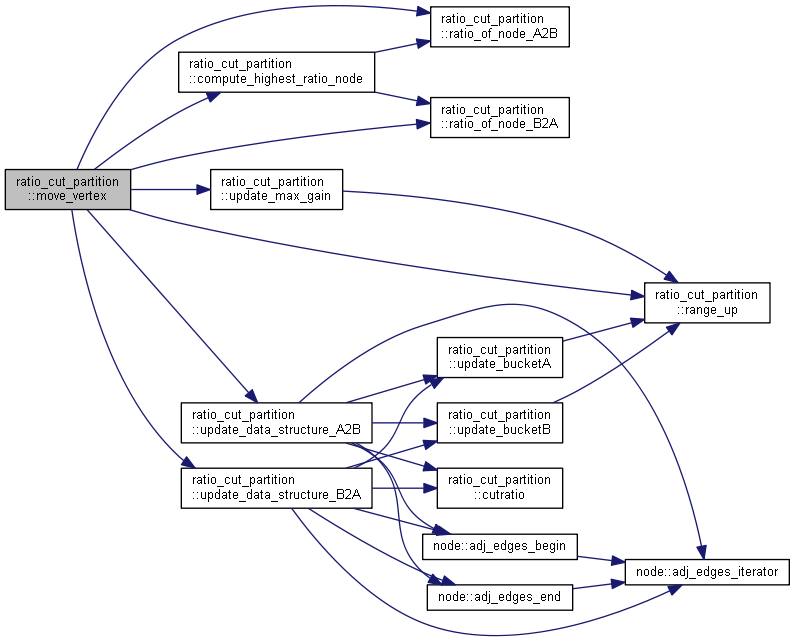 ratio_cut_partition
::ratio_of_node_A2B
ratio_cut_partition
::compute_highest_ratio_node
ratio_cut_partition
::ratio_of_node_B2A
ratio_cut_partition
::move_vertex
ratio_cut_partition
::update_max_gain
ratio_cut_partition
::range_up
ratio_cut_partition
::update_bucketA
ratio_cut_partition
::update_data_structure_A2B
ratio_cut_partition
::update_bucketB
ratio_cut_partition
::update_data_structure_B2A
ratio_cut_partition
::cutratio
node::adj_edges_begin
node::adj_edges_iterator
node::adj_edges_end